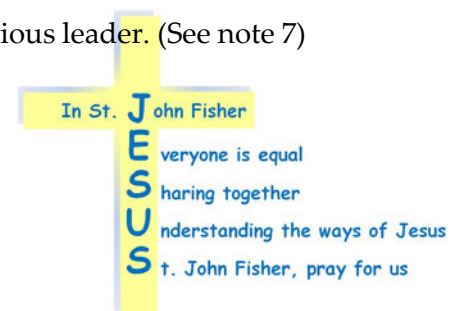 ious leader. (See note 7)
In St. John Fisher
Everyone is equal
Sharing together
Understanding the ways of Jesus
St. John Fisher, pray for us